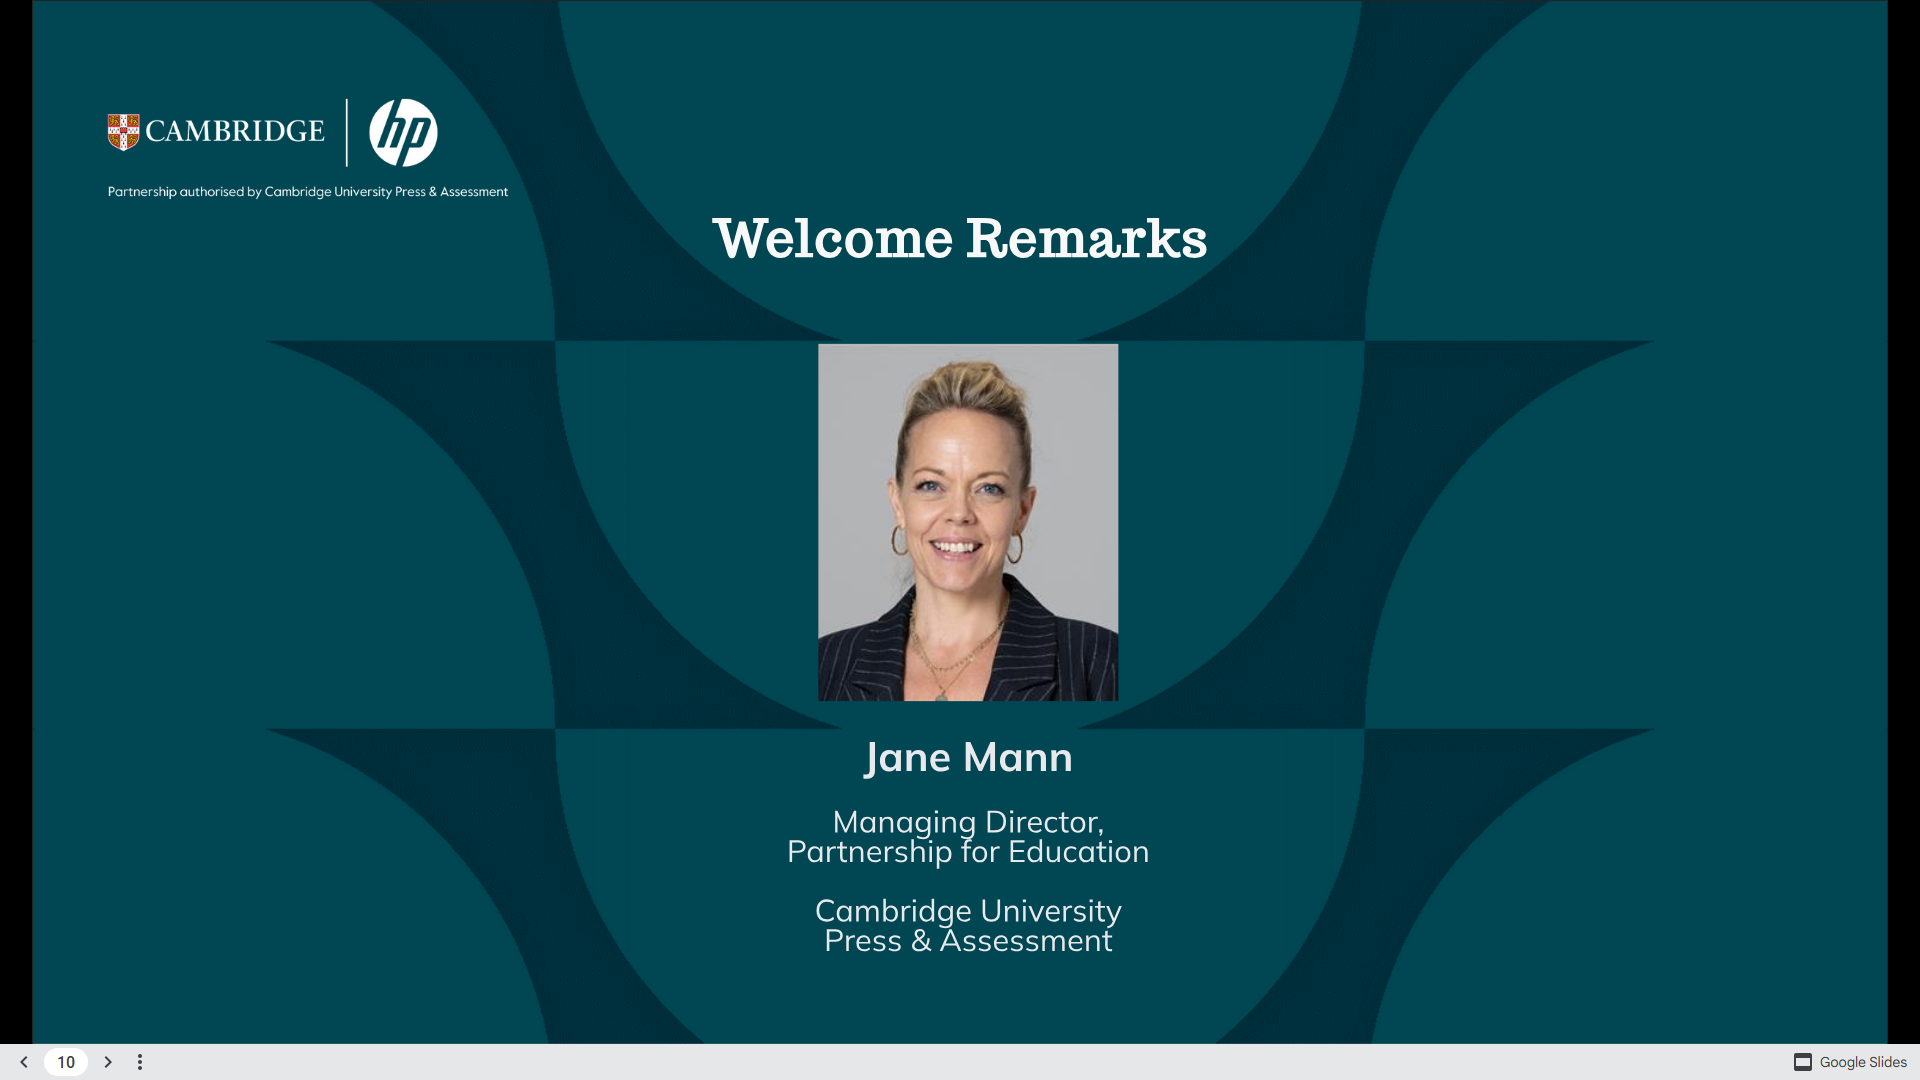 CAMBRIDGE
hp
Partnership authorised by Cambridge University Press & Assessment
Welcome Remarks
Jane Mann
Managing Director,
Partnership for Education
Cambridge University
Press & Assessment
10
Google Slides